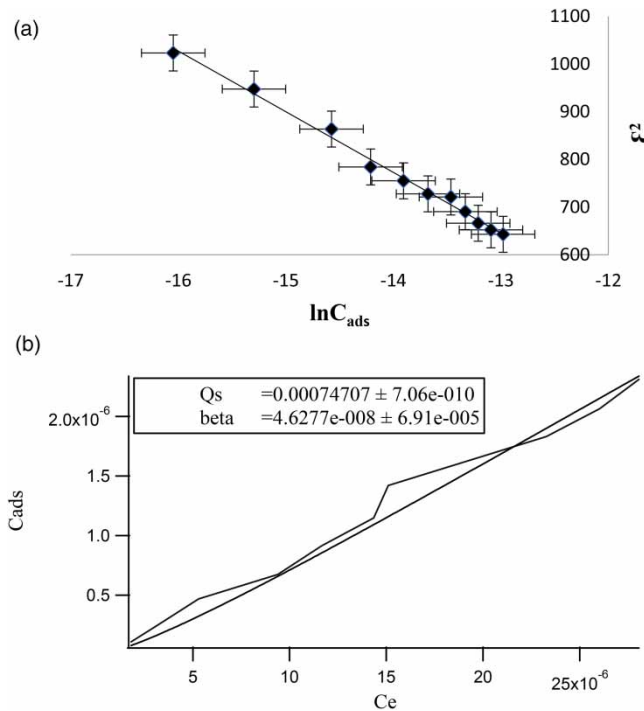 (a)
1100
1000
900
800
700
600
ε²
-17 -16 -15 -14 -13 -12
lnCads
(b)
Qs =0.00074707 ± 7.06e-010
beta =4.6277e-008 ± 6.91e-005
2.0x10⁻⁶
1.5
1.0
0.5
Cads
5 10 15 20 25x10⁻⁶
Ce